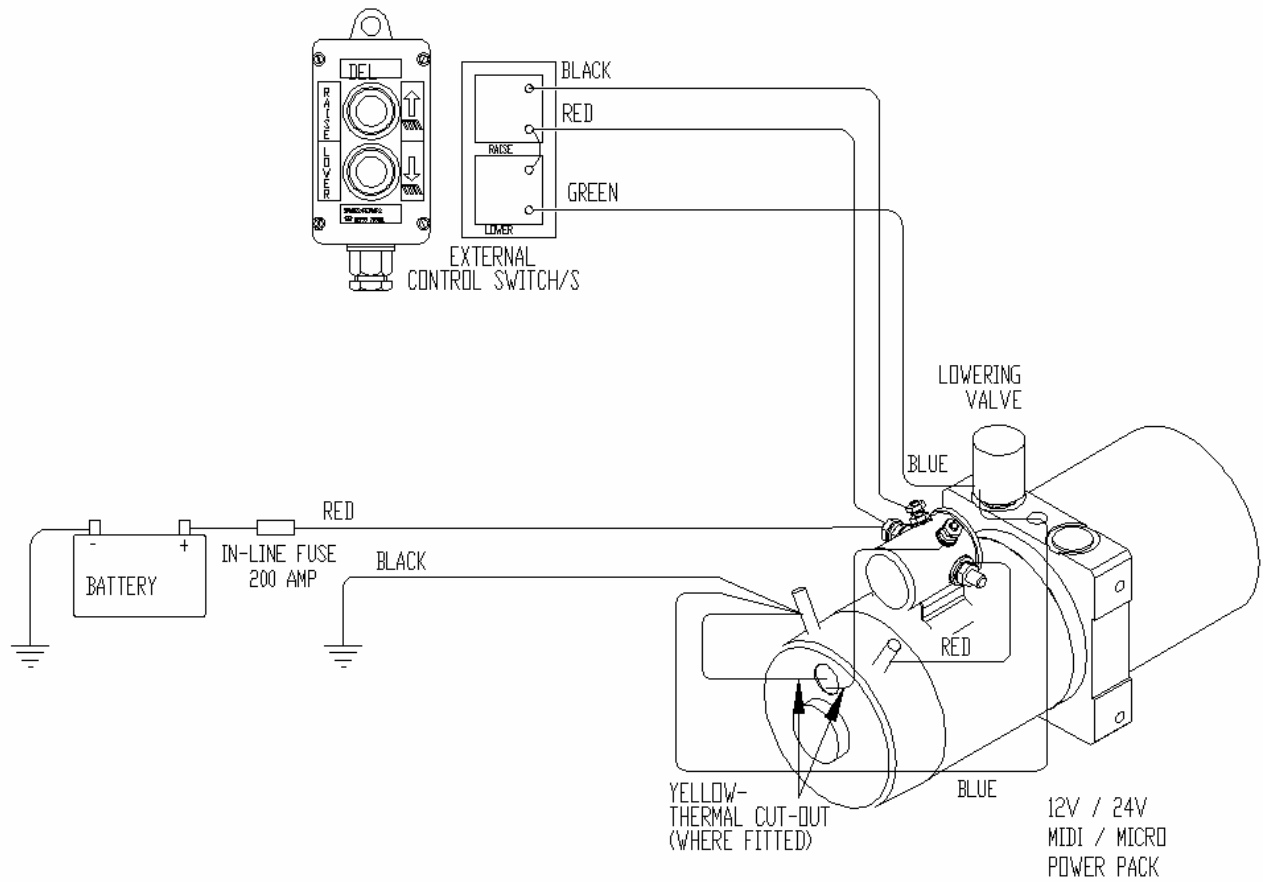 DEL
RAISE
LOWER
BLACK
RED
RAISE
GREEN
LOWER
EXTERNAL
CONTROL SWITCH/S
LOWERING
VALVE
BLUE
RED
IN-LINE FUSE
200 AMP
BLACK
- +
BATTERY
RED
YELLOW-
THERMAL CUT-OUT
(WHERE FITTED)
BLUE
12V / 24V
MIDI / MICRO
POWER PACK